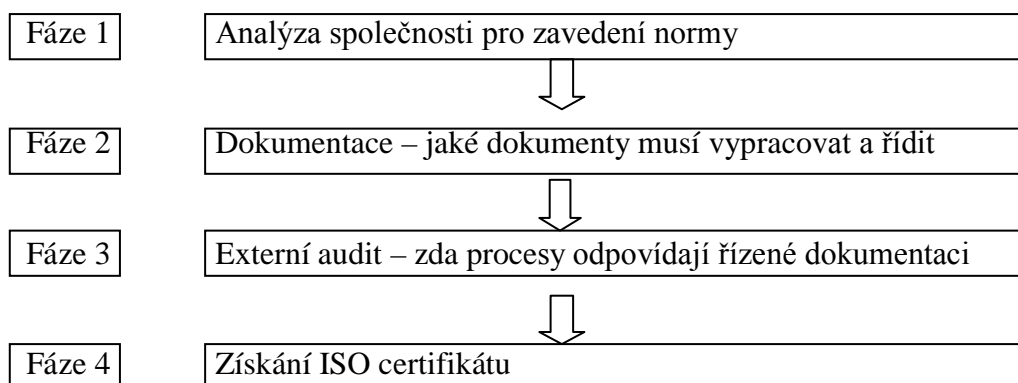 Fáze 1 Analýza společnosti pro zavedení normy
Fáze 2 Dokumentace – jaké dokumenty musí vypracovat a řídit
Fáze 3 Externí audit – zda procesy odpovídají řízené dokumentaci
Fáze 4 Získání ISO certifikátu